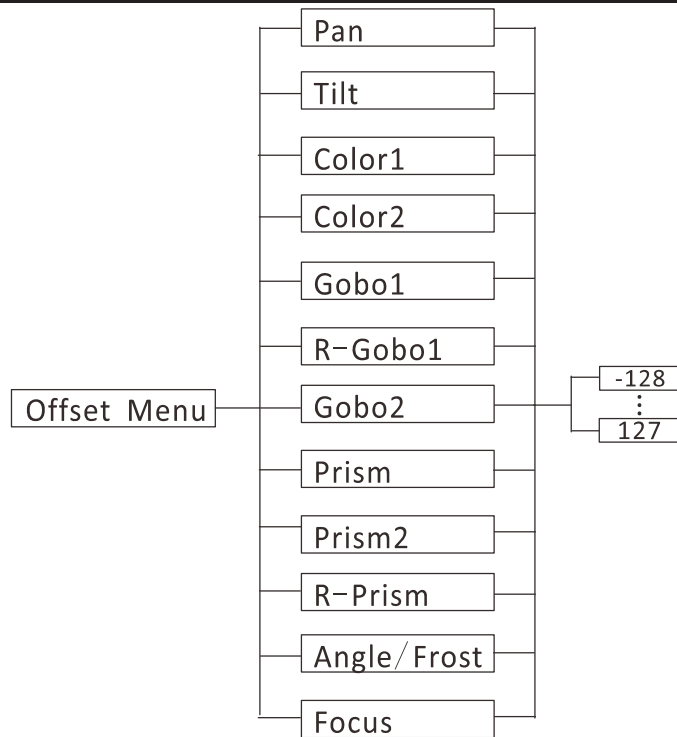 Pan
Tilt
Color1
Color2
Gobo1
R-Gobo1
Offset Menu
Gobo2
-128
127
Prism
Prism2
R-Prism
Angle/Frost
Focus